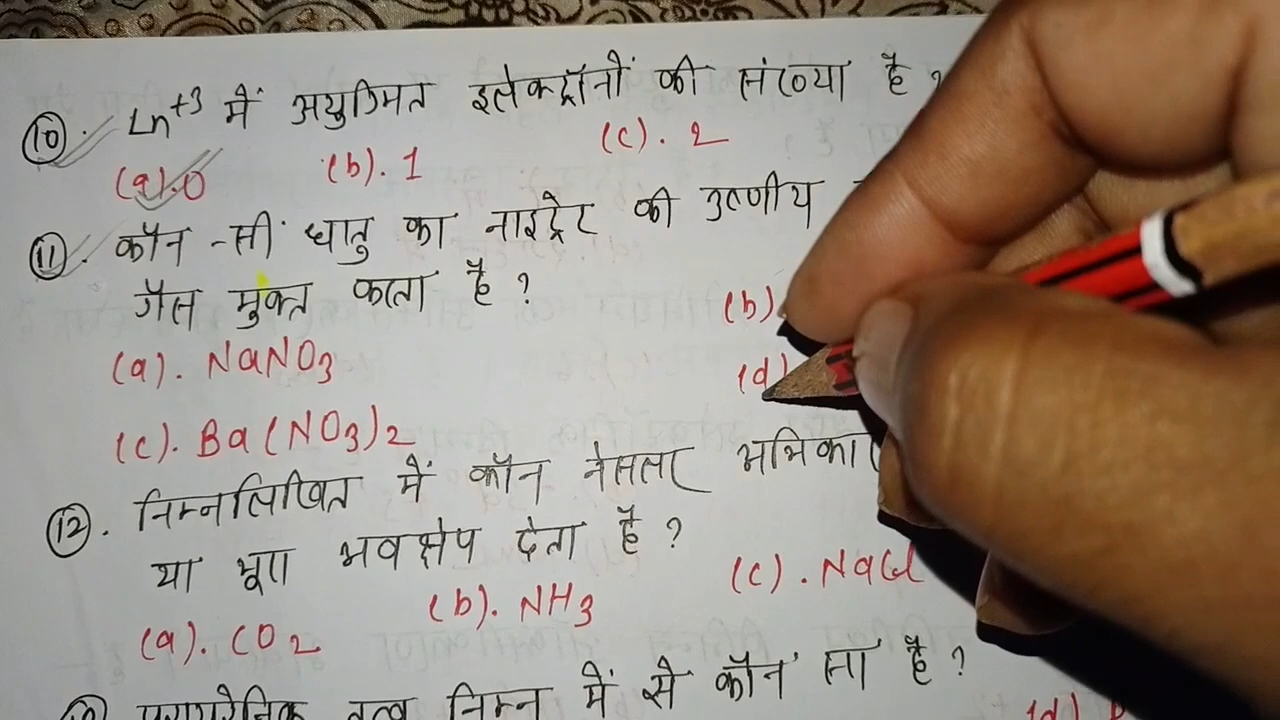 10. Ln+3 में अयुग्मित इलेक्ट्रॉनों की संख्या है ?
(a). 0 (b). 1 (c). 2
11. कौन -सी धातु का नाइट्रेट की उष्णीय
गैस मुक्त करता है ?
(b)
(a). NaNO3
(d)
(c). Ba(NO3)2
12. निम्नलिखित में कौन नेसलर अभिका
या भूरा अवक्षेप देता है ?
(a). CO2 (b). NH3 (c). NaCl
निम्न में से कौन सा है ?
(d)